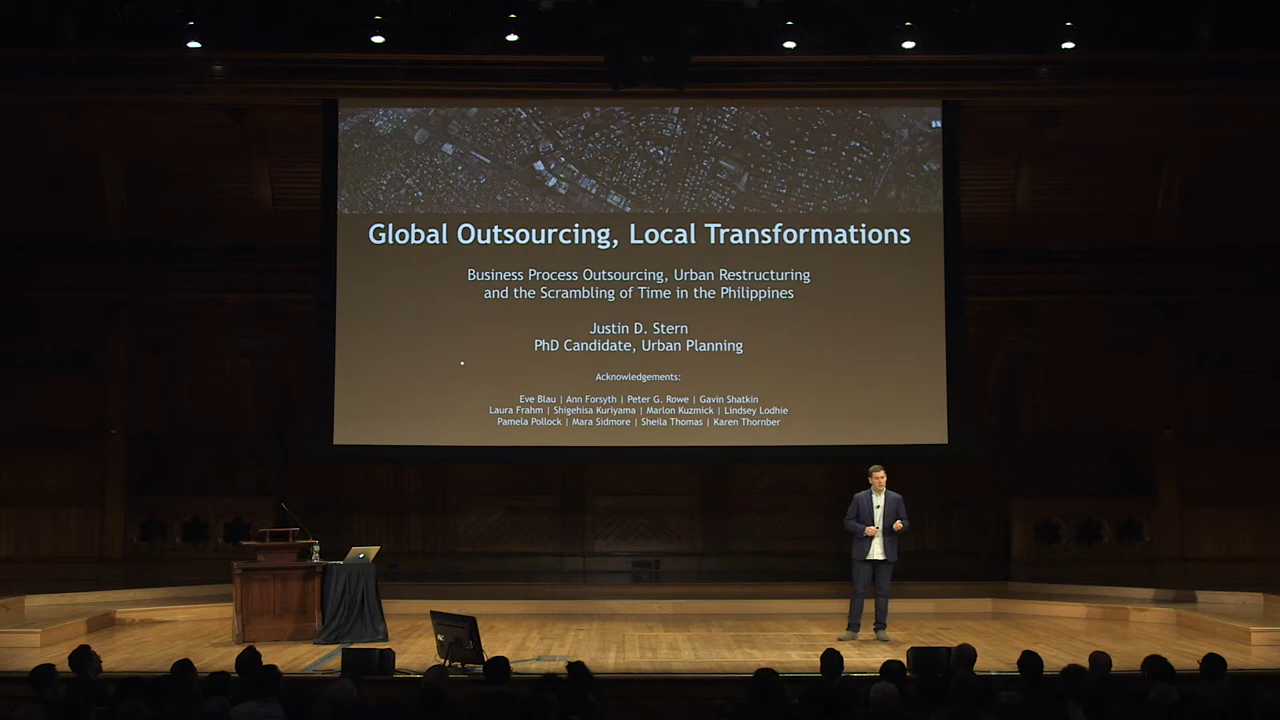 Global Outsourcing, Local Transformations
Business Process Outsourcing, Urban Restructuring
and the Scrambling of Time in the Philippines
Justin D. Stern
PhD Candidate, Urban Planning
Acknowledgements:
Eve Blau | Ann Forsyth | Peter G. Rowe | Gavin Shatkin
Laura Frahm | Shigehisa Kuriyama | Marlon Kuzmick | Lindsey Lodhie
Pamela Pollock | Mara Sidmore | Sheila Thomas | Karen Thornber